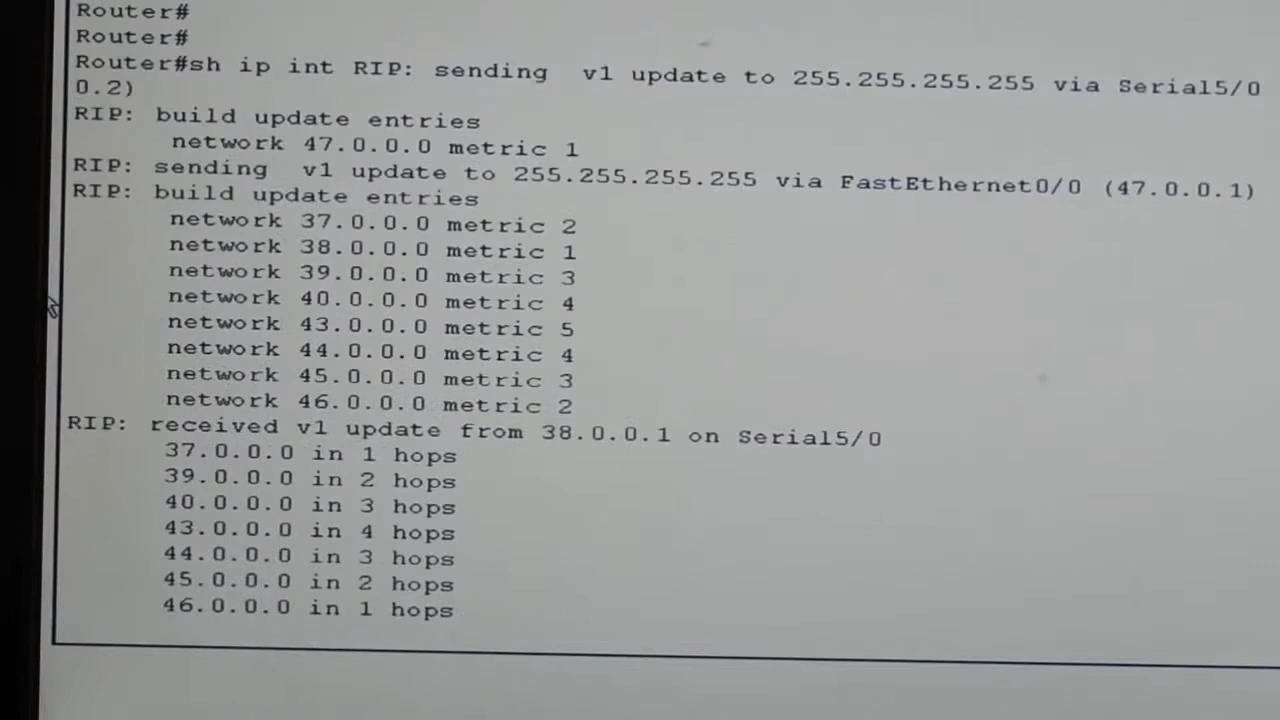 Router#
Router#
Router#sh ip int RIP: sending  v1 update to 255.255.255.255 via Serial5/0
0.2)
RIP: build update entries
      network 47.0.0.0 metric 1
RIP: sending  v1 update to 255.255.255.255 via FastEthernet0/0 (47.0.0.1)
RIP: build update entries
      network 37.0.0.0 metric 2
      network 38.0.0.0 metric 1
      network 39.0.0.0 metric 3
      network 40.0.0.0 metric 4
      network 43.0.0.0 metric 5
      network 44.0.0.0 metric 4
      network 45.0.0.0 metric 3
      network 46.0.0.0 metric 2
RIP: received v1 update from 38.0.0.1 on Serial5/0
      37.0.0.0 in 1 hops
      39.0.0.0 in 2 hops
      40.0.0.0 in 3 hops
      43.0.0.0 in 4 hops
      44.0.0.0 in 3 hops
      45.0.0.0 in 2 hops
      46.0.0.0 in 1 hops